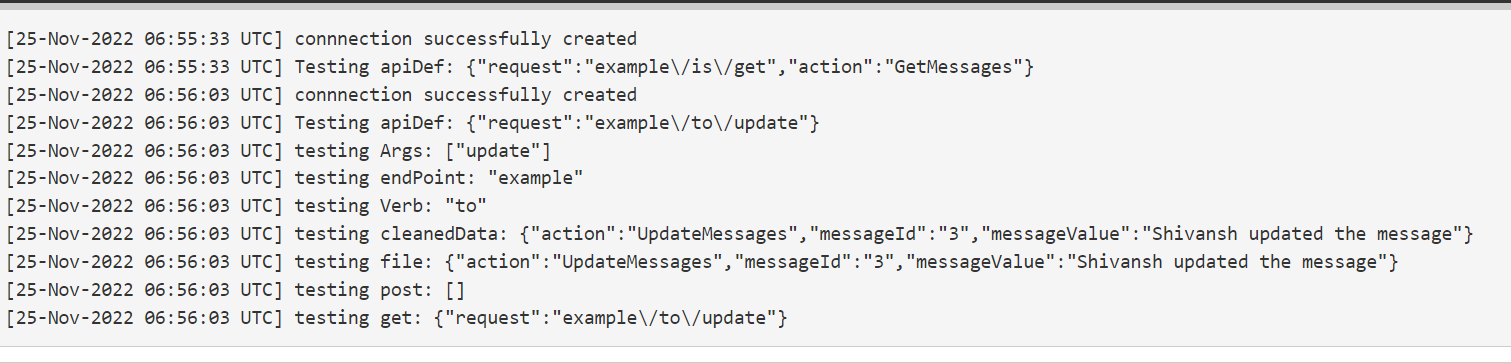 [25-Nov-2022 06:55:33 UTC] connnection successfully created
[25-Nov-2022 06:55:33 UTC] Testing apiDef: {"request":"example\/is\/get","action":"GetMessages"}
[25-Nov-2022 06:56:03 UTC] connnection successfully created
[25-Nov-2022 06:56:03 UTC] Testing apiDef: {"request":"example\/to\/update"}
[25-Nov-2022 06:56:03 UTC] testing Args: ["update"]
[25-Nov-2022 06:56:03 UTC] testing endPoint: "example"
[25-Nov-2022 06:56:03 UTC] testing Verb: "to"
[25-Nov-2022 06:56:03 UTC] testing cleanedData: {"action":"UpdateMessages","messageId":"3","messageValue":"Shivansh updated the message"}
[25-Nov-2022 06:56:03 UTC] testing file: {"action":"UpdateMessages","messageId":"3","messageValue":"Shivansh updated the message"}
[25-Nov-2022 06:56:03 UTC] testing post: []
[25-Nov-2022 06:56:03 UTC] testing get: {"request":"example\/to\/update"}